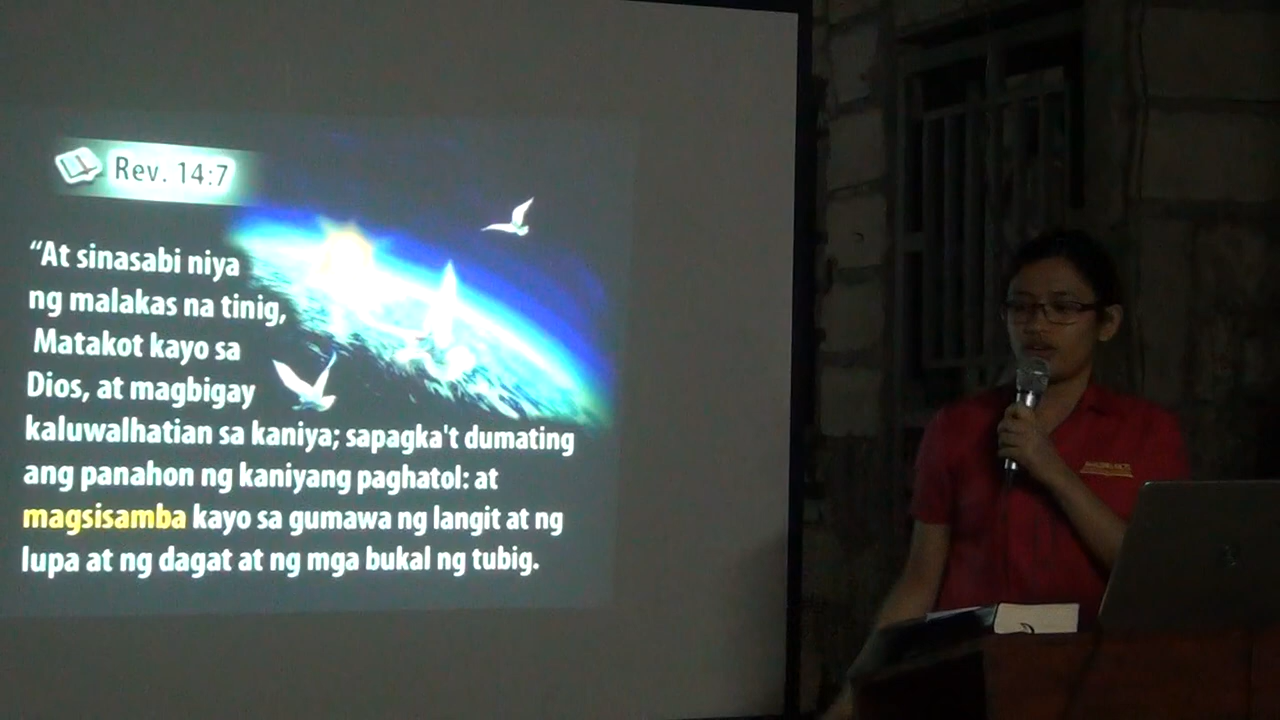 Rev. 14:7
“At sinasabi niya
ng malakas na tinig,
Matakot kayo sa
Dios, at magbigay
kaluwalhatian sa kaniya; sapagka't dumating
ang panahon ng kaniyang paghatol: at
magsisamba kayo sa gumawa ng langit at ng
lupa at ng dagat at ng mga bukal ng tubig.
AMAZING FACTS